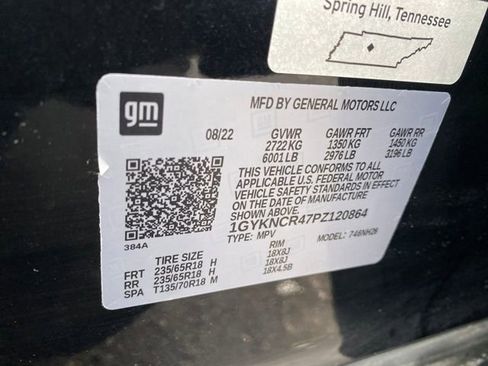 Spring Hill, Tennessee
gm
MFD BY GENERAL MOTORS LLC
08/22 GVWR GAWR FRT GAWR RR
2722 KG 1350 KG 1450 KG
6001 LB 2976 LB 3196 LB
THIS VEHICLE CONFORMS TO ALL
APPLICABLE U.S. FEDERAL MOTOR
VEHICLE SAFETY STANDARDS IN EFFECT
ON THE DATE OF MANUFACTURE
SHOWN ABOVE.
1GYKNCR47PZ120864
TYPE: MPV MODEL: 746NH26
384A
TIRE SIZE RIM
FRT 235/65R18 H 18X8J
RR 235/65R18 H 18X8J
SPA T135/70R18 M 18X4.5B